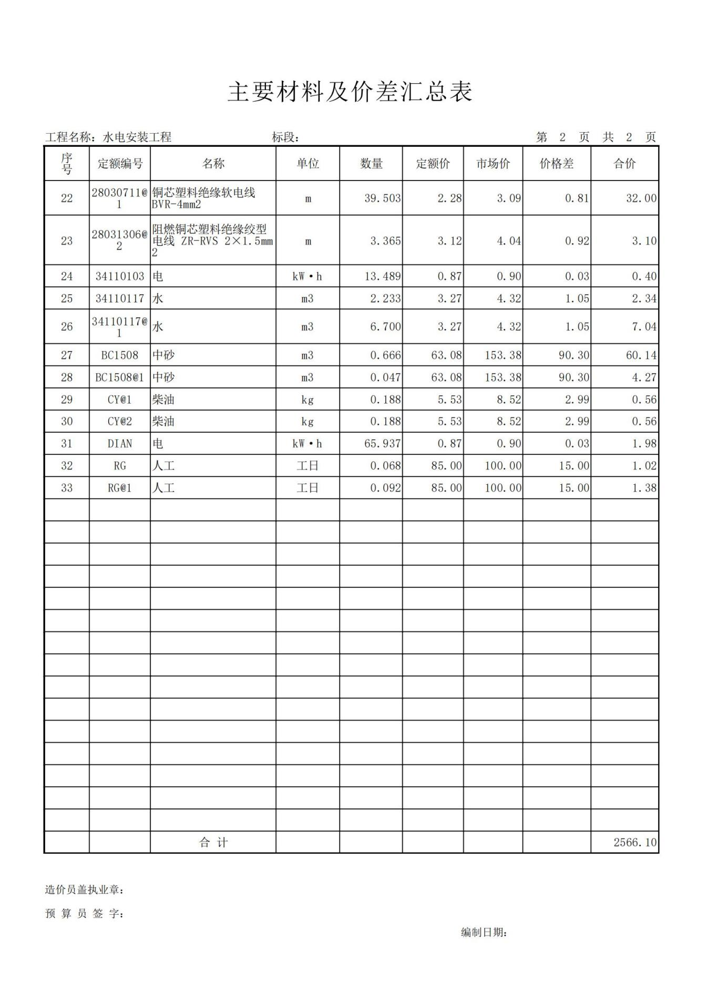 主要材料及价差汇总表
工程名称：水电安装工程 标段： 第 2 页 共 2 页
序号 定额编号 名称 单位 数量 定额价 市场价 价格差 合价
22 28030711@1 铜芯塑料绝缘软电线 BVR-4mm2 m 39.503 2.28 3.09 0.81 32.00
23 28031306@2 阻燃铜芯塑料绝缘绞型电线 ZR-RVS 2×1.5mm2 m 3.365 3.12 4.04 0.92 3.10
24 34110103 电 kW·h 13.489 0.87 0.90 0.03 0.40
25 34110117 水 m3 2.233 3.27 4.32 1.05 2.34
26 34110117@1 水 m3 6.700 3.27 4.32 1.05 7.04
27 BC1508 中砂 m3 0.666 63.08 153.38 90.30 60.14
28 BC1508@1 中砂 m3 0.047 63.08 153.38 90.30 4.27
29 CY@1 柴油 kg 0.188 5.53 8.52 2.99 0.56
30 CY@2 柴油 kg 0.188 5.53 8.52 2.99 0.56
31 DIAN 电 kW·h 65.937 0.87 0.90 0.03 1.98
32 RG 人工 工日 0.068 85.00 100.00 15.00 1.02
33 RG@1 人工 工日 0.092 85.00 100.00 15.00 1.38
合 计 2566.10
造价员盖执业章：
预 算 员 签 字：
编制日期：